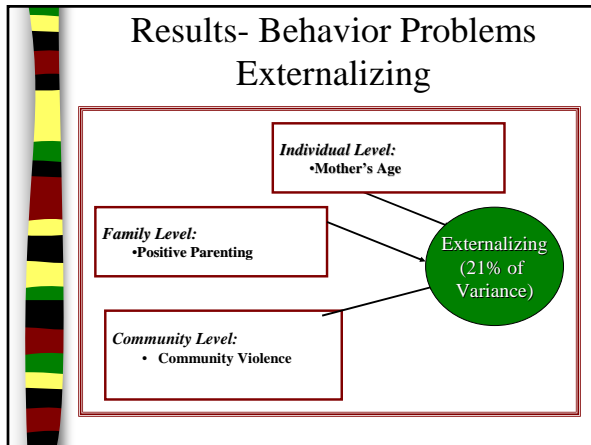 Results- Behavior Problems
Externalizing
Individual Level:
•Mother's Age
Family Level:
•Positive Parenting
Externalizing
(21% of
Variance)
Community Level:
• Community Violence